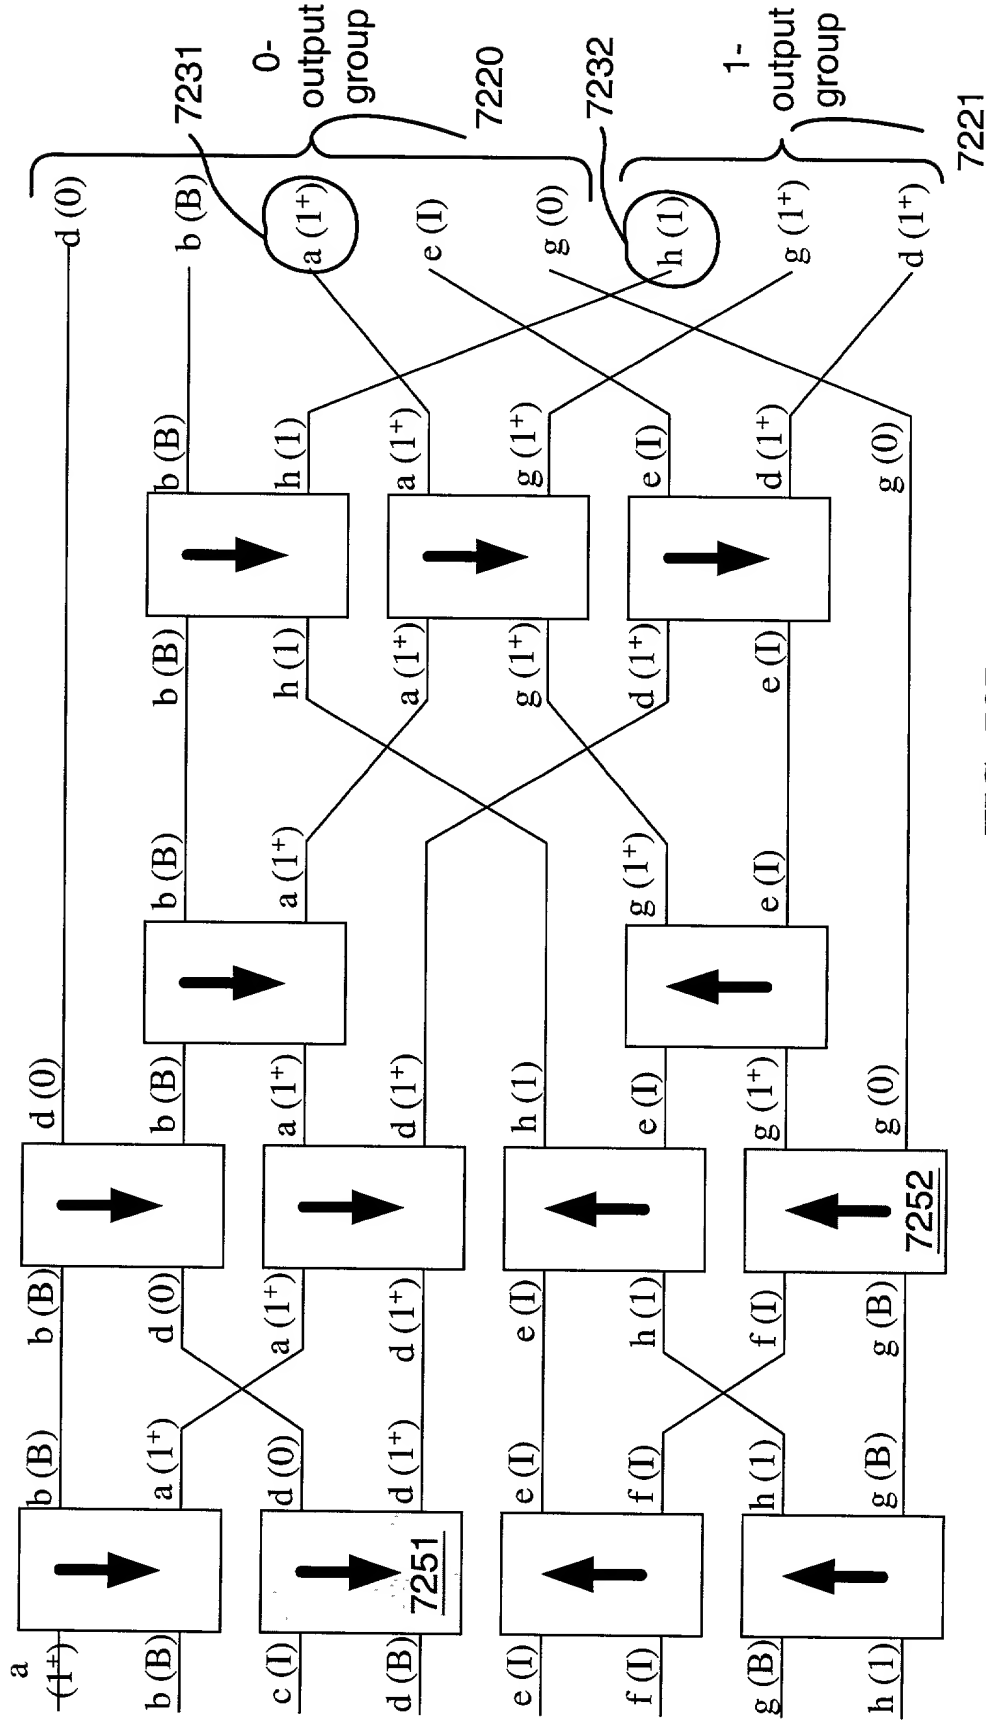 a
(1⁺)
b (B)
c (I)
d (B)
e (I)
f (I)
g (B)
h (1)
7251
b (B)
a (1⁺)
d (0)
d (1⁺)
e (I)
f (I)
h (1)
g (B)
b (B)
d (0)
a (1⁺)
d (1⁺)
e (I)
h (1)
f (I)
g (B)
7252
d (0)
b (B)
a (1⁺)
d (1⁺)
h (1)
e (I)
g (1⁺)
g (0)
b (B)
a (1⁺)
g (1⁺)
e (I)
b (B)
h (1)
a (1⁺)
g (1⁺)
d (1⁺)
e (I)
b (B)
h (1)
a (1⁺)
g (1⁺)
e (I)
d (1⁺)
g (0)
d (0)
b (B)
a (1⁺)
e (I)
g (0)
h (1)
g (1⁺)
d (1⁺)
7231
0-
output
group
7220
7232
1-
output
group
7221